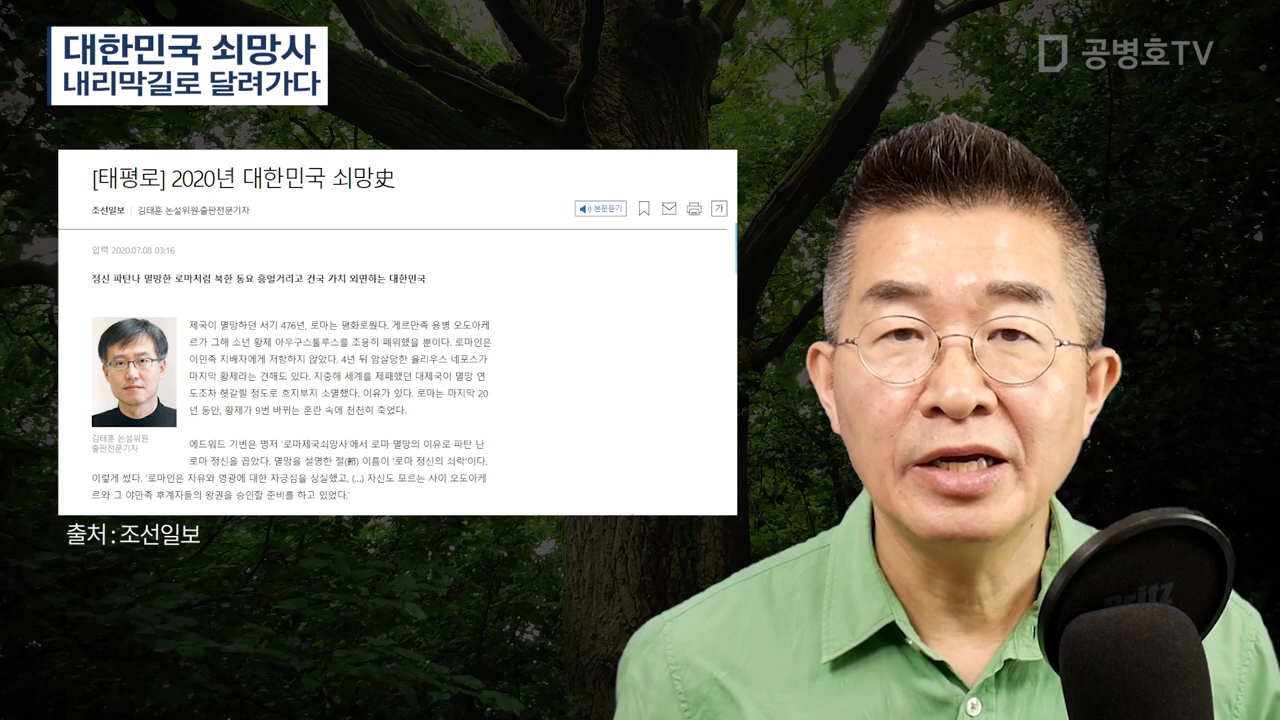 대한민국 쇠망사
내리막길로 달려가다
공병호TV
[태평로] 2020년 대한민국 쇠망史
조선일보 | 김태훈 논설위원·출판전문기자
본문듣기
가
입력 2020.07.08 03:16
정신 파탄나 멸망한 로마처럼 북한 동요 흥얼거리고 건국 가치 외면하는 대한민국
제국이 멸망하던 서기 476년, 로마는 평화로웠다. 게르만족 용병 오도아케
르가 그해 소년 황제 아우구스툴루스를 조용히 폐위했을 뿐이다. 로마인은
이민족 지배자에게 저항하지 않았다. 4년 뒤 암살당한 율리우스 네포스가
마지막 황제라는 견해도 있다. 지중해 세계를 제패했던 대제국이 멸망 연
도조차 헷갈릴 정도로 흐지부지 소멸했다. 이유가 있다. 로마는 마지막 20
년 동안, 황제가 9번 바뀌는 혼란 속에 천천히 죽었다.
김태훈 논설위원
출판전문기자
에드워드 기번은 명저 '로마제국쇠망사'에서 로마 멸망의 이유로 파탄 난
로마 정신을 꼽았다. 멸망을 설명한 절(節) 이름이 '로마 정신의 쇠락'이다.
이렇게 썼다. '로마인은 자유와 영광에 대한 자긍심을 상실했고, (...) 자신도 모르는 사이 오도아케
르와 그 야만족 후계자들의 왕권을 승인할 준비를 하고 있었다.'
출처 : 조선일보